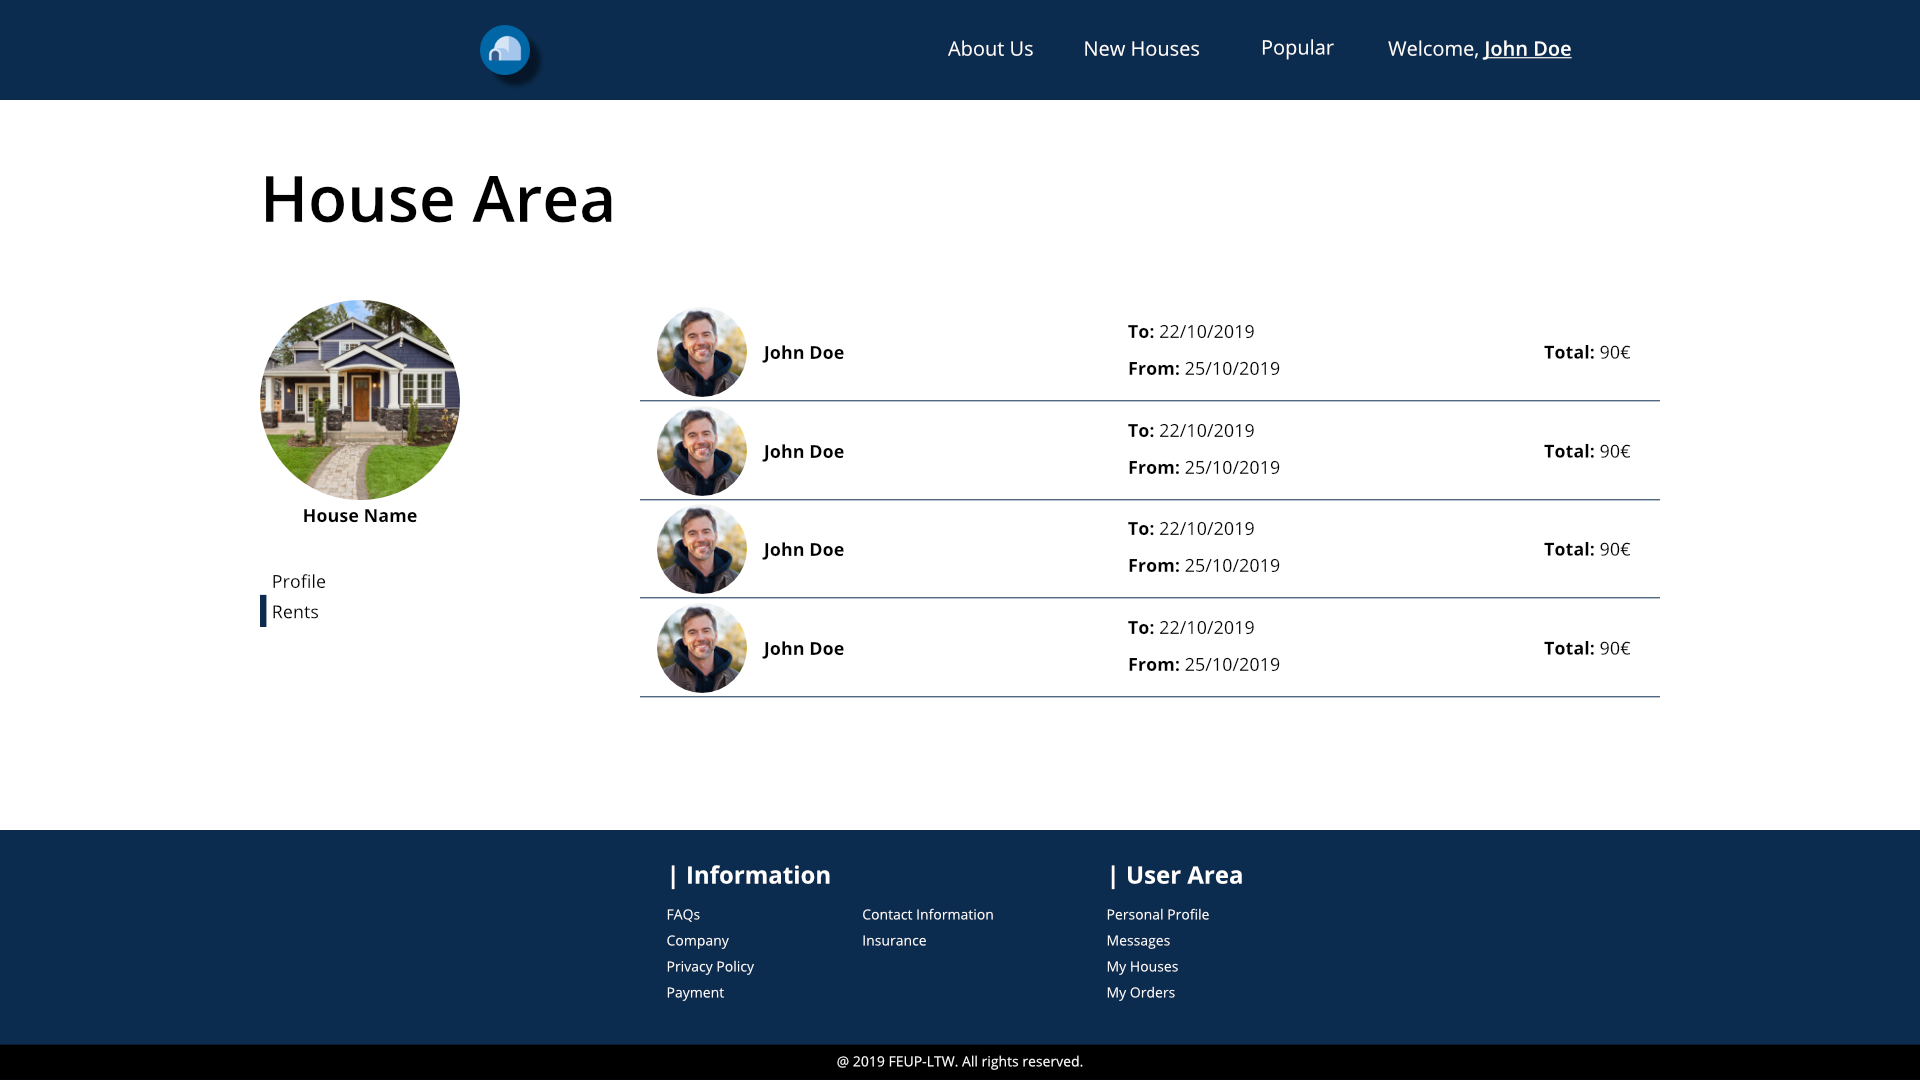 About Us New Houses Popular Welcome, John Doe
House Area
House Name
Profile
Rents
John Doe
To: 22/10/2019
From: 25/10/2019
Total: 90€
John Doe
To: 22/10/2019
From: 25/10/2019
Total: 90€
John Doe
To: 22/10/2019
From: 25/10/2019
Total: 90€
John Doe
To: 22/10/2019
From: 25/10/2019
Total: 90€
| Information
FAQs
Company
Privacy Policy
Payment
Contact Information
Insurance
| User Area
Personal Profile
Messages
My Houses
My Orders
@ 2019 FEUP-LTW. All rights reserved.